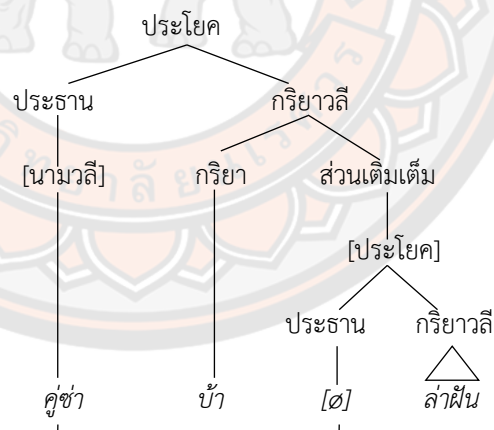 ประโยค
ประธาน กริยาวลี
[นามวลี] กริยา ส่วนเติมเต็ม
[ประโยค]
ประธาน กริยาวลี
คู่ซ่า บ้า [ø] ล่าฝัน